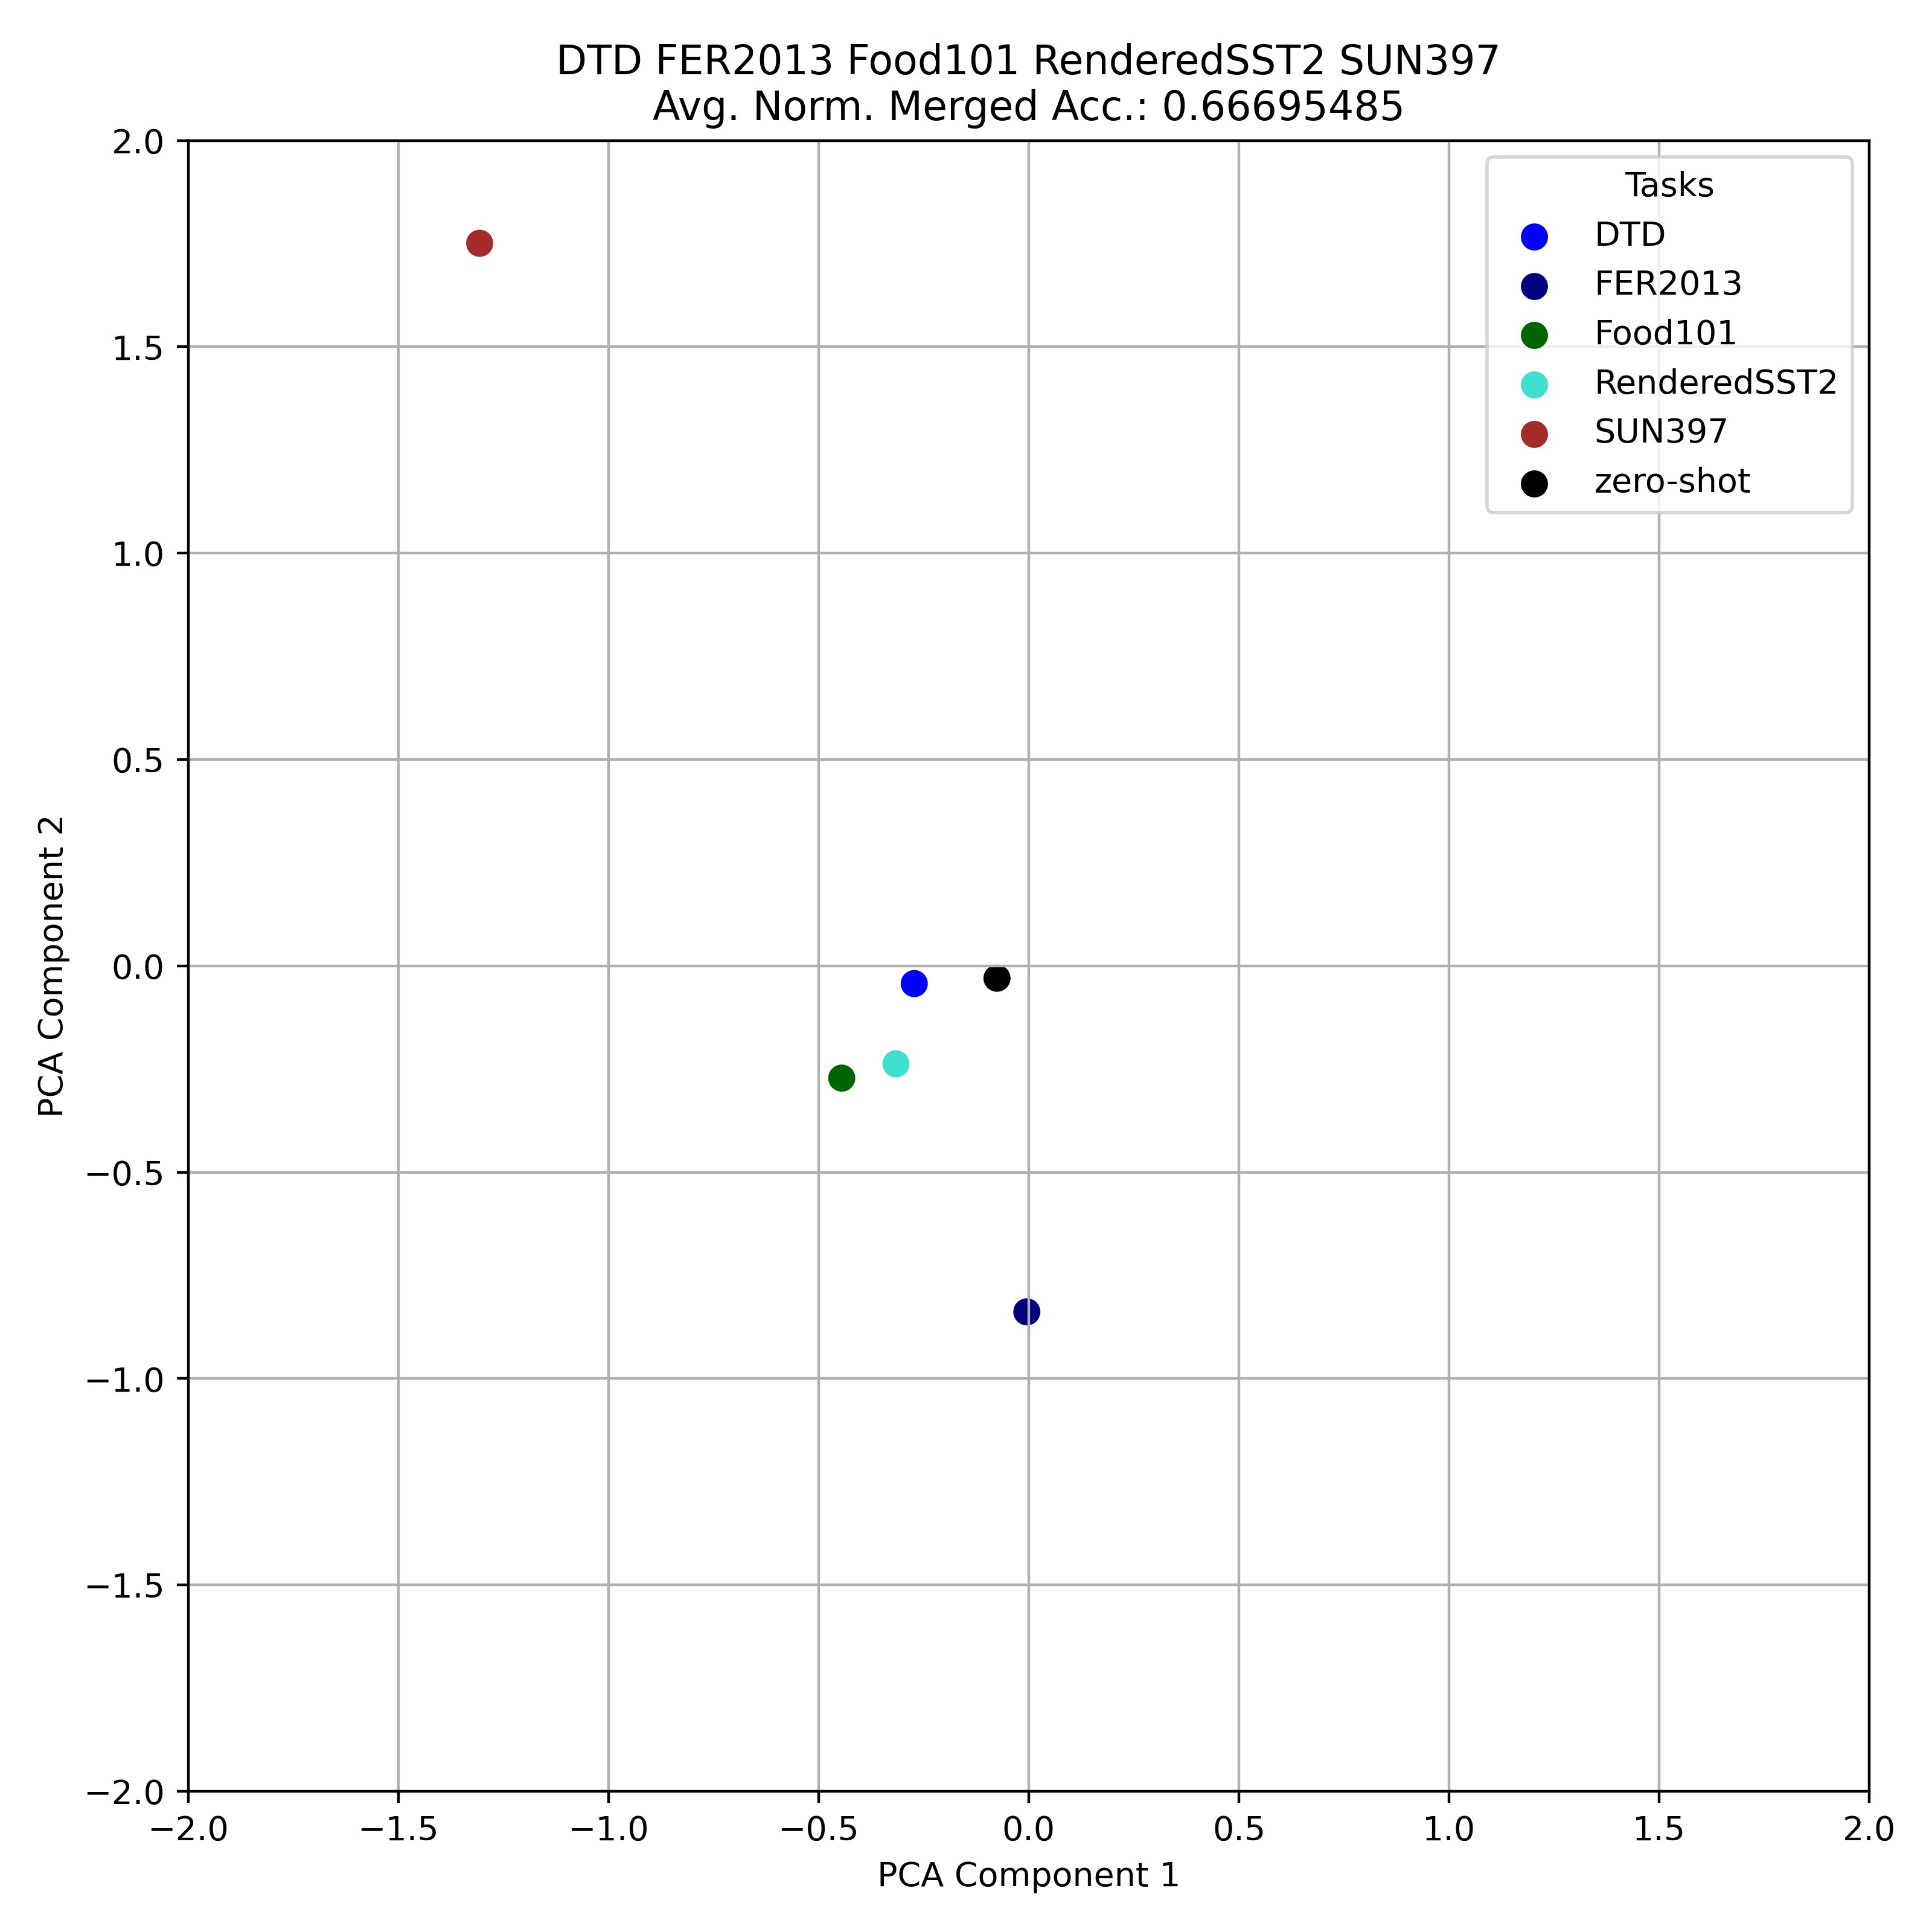 DTD FER2013 Food101 RenderedSST2 SUN397
Avg. Norm. Merged Acc.: 0.66695485
Tasks
DTD
FER2013
Food101
RenderedSST2
SUN397
zero-shot
PCA Component 2
2.0
1.5
1.0
0.5
0.0
−0.5
−1.0
−1.5
−2.0
−2.0 −1.5 −1.0 −0.5 0.0 0.5 1.0 1.5 2.0
PCA Component 1